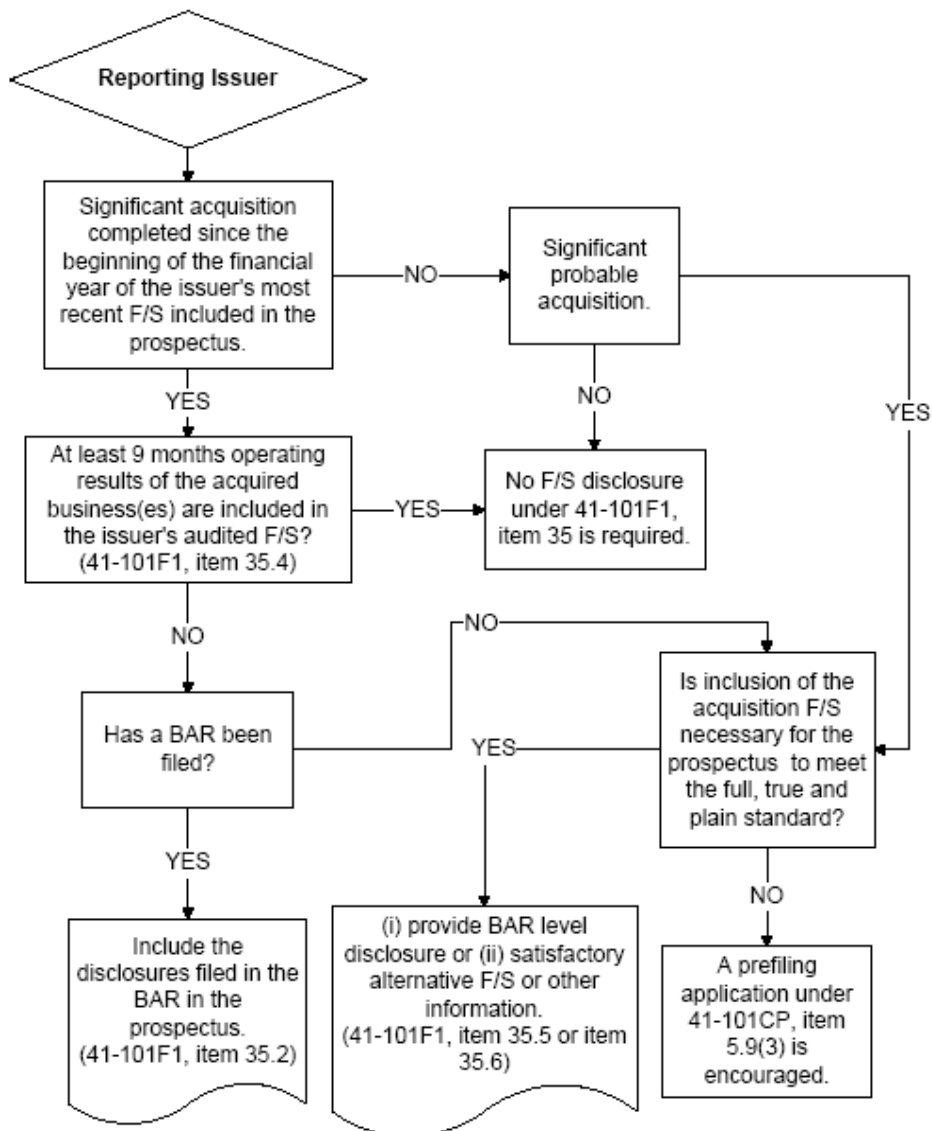 Reporting Issuer
Significant acquisition
completed since the
beginning of the financial
year of the issuer's most
recent F/S included in the
prospectus.
NO
Significant
probable
acquisition.
YES
NO
YES
At least 9 months operating
results of the acquired
business(es) are included in
the issuer's audited F/S?
(41-101F1, item 35.4)
YES
No F/S disclosure
under 41-101F1,
item 35 is required.
NO
NO
Has a BAR been
filed?
YES
Is inclusion of the
acquisition F/S
necessary for the
prospectus to meet
the full, true and
plain standard?
YES
NO
Include the
disclosures filed in the
BAR in the
prospectus.
(41-101F1, item 35.2)
(i) provide BAR level
disclosure or (ii) satisfactory
alternative F/S or other
information.
(41-101F1, item 35.5 or item
35.6)
A prefiling
application under
41-101CP, item
5.9(3) is
encouraged.